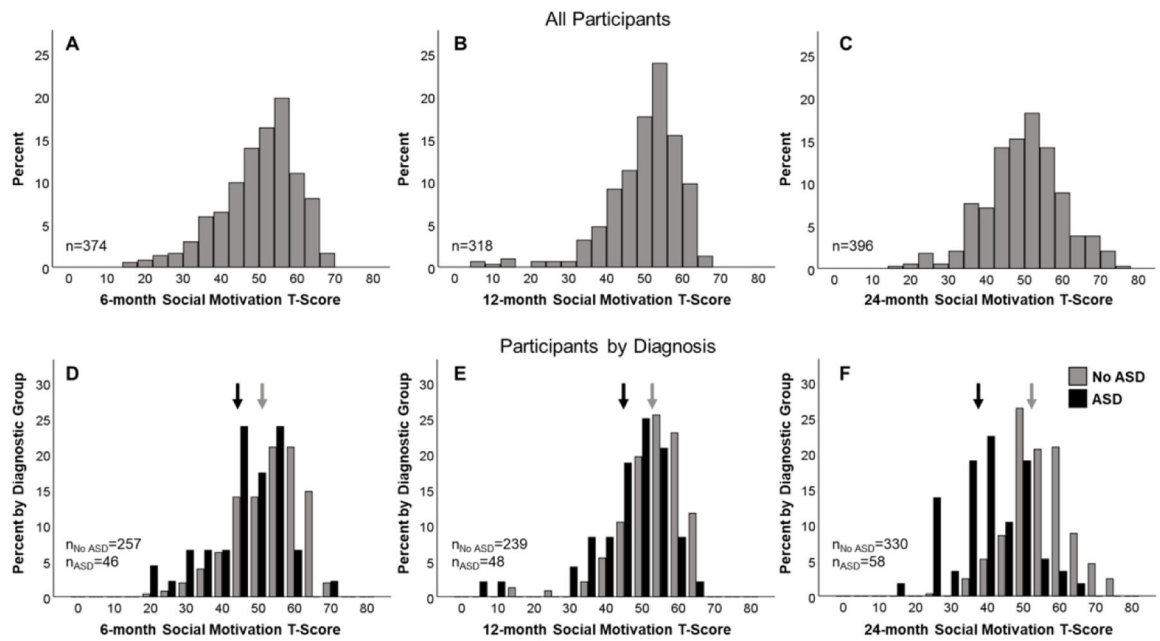 All Participants
A
B
C
25
20
15
10
5
0
Percent
n=374
0 10 20 30 40 50 60 70 80
6-month Social Motivation T-Score
25
20
15
10
5
0
Percent
n=318
0 10 20 30 40 50 60 70 80
12-month Social Motivation T-Score
25
20
15
10
5
0
Percent
n=396
0 10 20 30 40 50 60 70 80
24-month Social Motivation T-Score
Participants by Diagnosis
D
E
F
No ASD
ASD
30
25
20
15
10
5
0
Percent by Diagnostic Group
nNo ASD=257
nASD=46
0 10 20 30 40 50 60 70 80
6-month Social Motivation T-Score
30
25
20
15
10
5
0
Percent by Diagnostic Group
nNo ASD=239
nASD=48
0 10 20 30 40 50 60 70 80
12-month Social Motivation T-Score
30
25
20
15
10
5
0
Percent by Diagnostic Group
nNo ASD=330
nASD=58
0 10 20 30 40 50 60 70 80
24-month Social Motivation T-Score